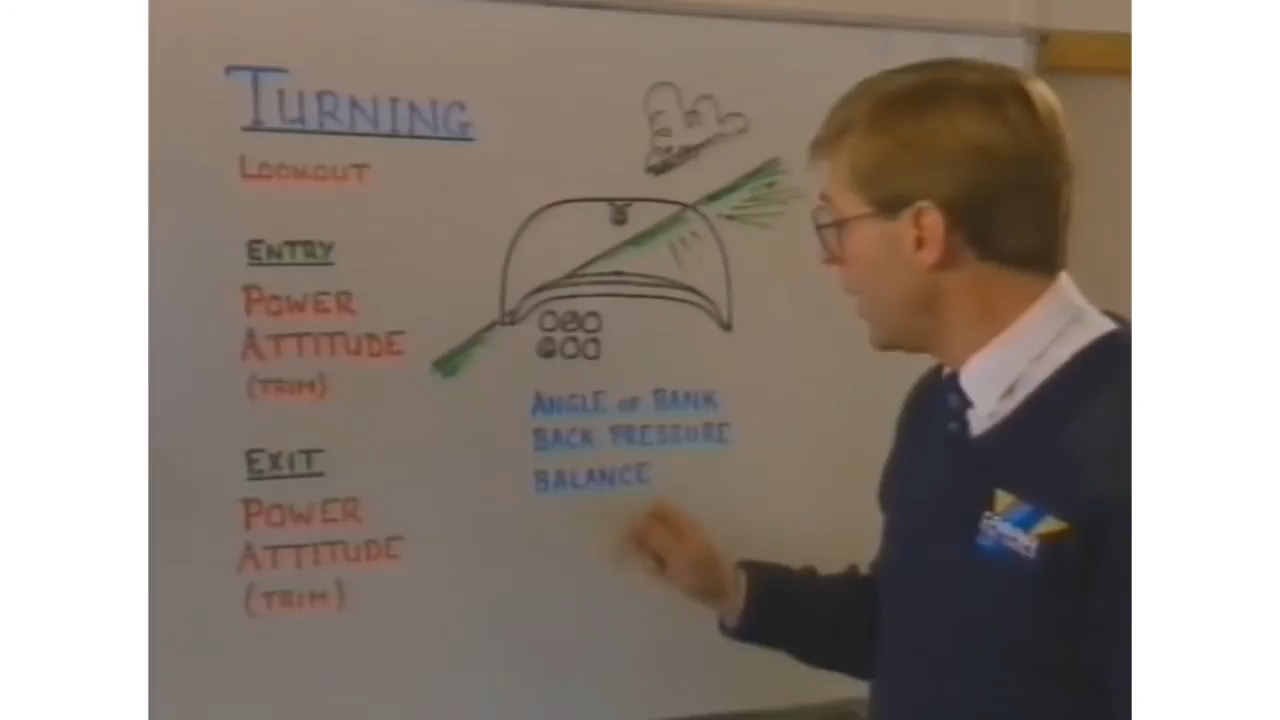 TURNING
LOOKOUT
ENTRY
POWER
ATTITUDE
(TRIM)
EXIT
POWER
ATTITUDE
(TRIM)
ANGLE OF BANK
BACK PRESSURE
BALANCE